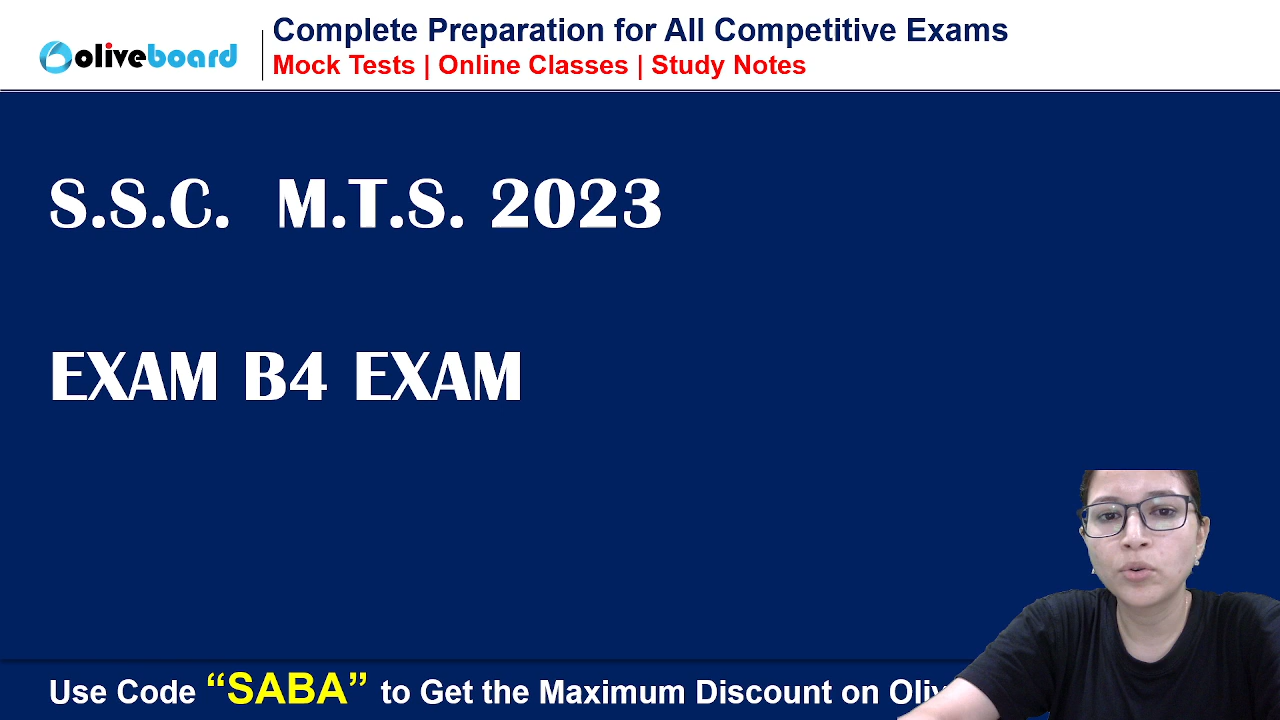 oliveboard
Complete Preparation for All Competitive Exams
Mock Tests | Online Classes | Study Notes
S.S.C. M.T.S. 2023
EXAM B4 EXAM
Use Code “SABA” to Get the Maximum Discount on